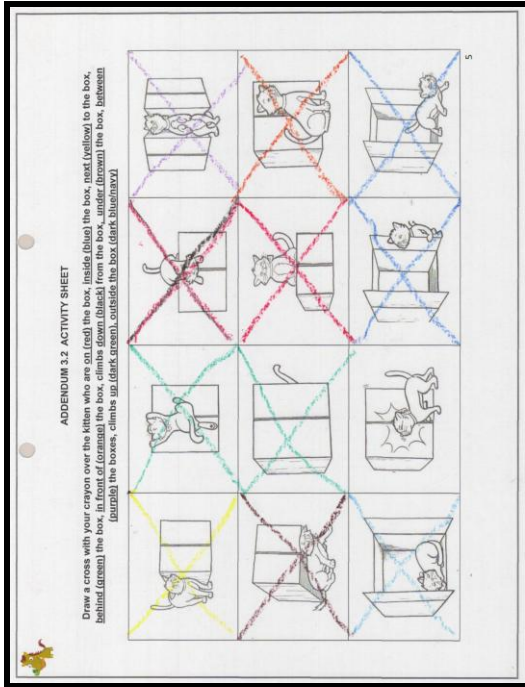 ADDENDUM 3.2 ACTIVITY SHEET
Draw a cross with your crayon over the kitten who are on (red) the box, inside (blue) the box, next (yellow) to the box,
behind (green) the box, in front of (orange) the box, climbs down (black) from the box, under (brown) the box, between
(purple) the boxes, climbs up (dark green), outside the box (dark blue/navy)
5